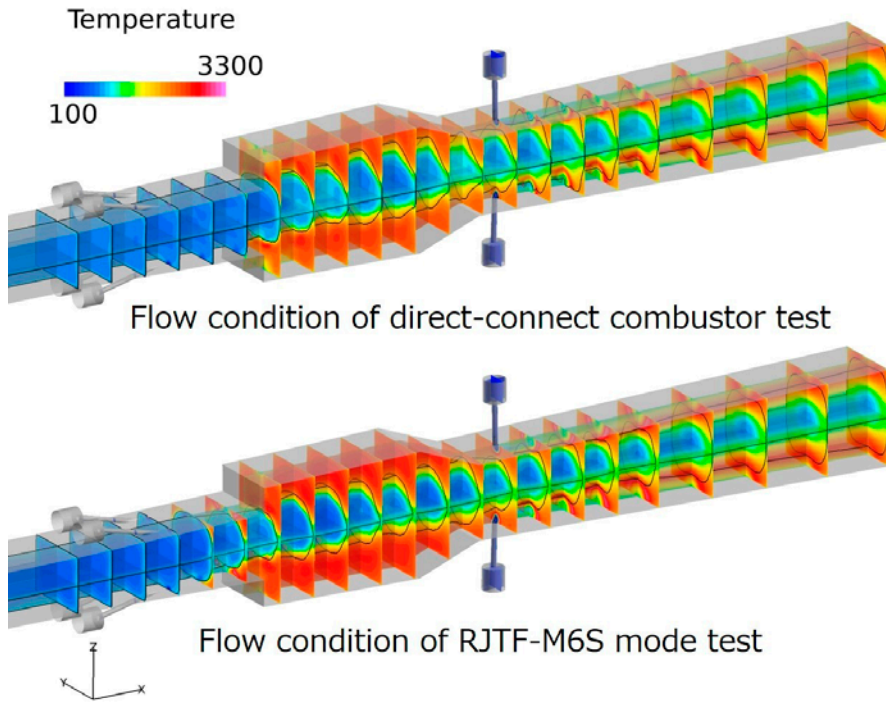 Temperature
3300
100
Flow condition of direct-connect combustor test
Flow condition of RJTF-M6S mode test
Z
Y
X